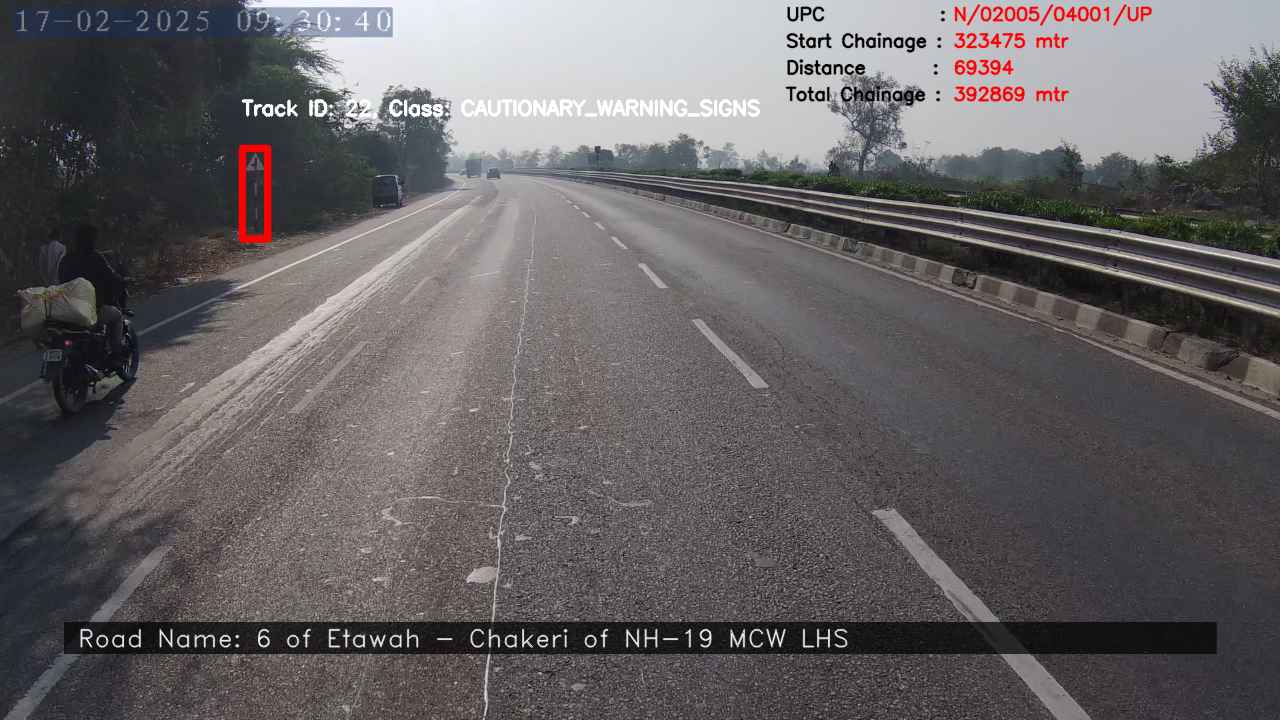 17-02-2025 09:30:40
UPC : N/02005/04001/UP
Start Chainage : 323475 mtr
Distance : 69394
Total Chainage : 392869 mtr
Track ID: 22, Class: CAUTIONARY_WARNING_SIGNS
Road Name: 6 of Etawah - Chakeri of NH-19 MCW LHS